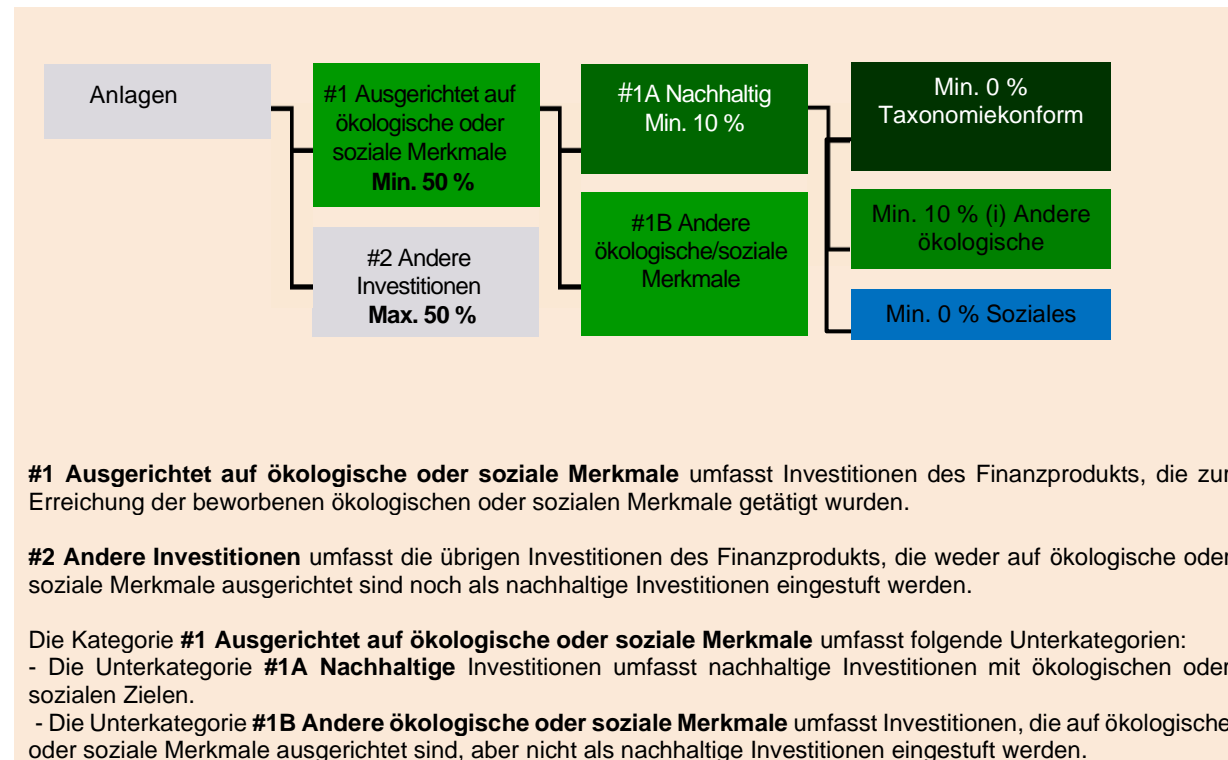 Anlagen
#1 Ausgerichtet auf
ökologische oder
soziale Merkmale
Min. 50 %
#2 Andere
Investitionen
Max. 50 %
#1A Nachhaltig
Min. 10 %
#1B Andere
ökologische/soziale
Merkmale
Min. 0 %
Taxonomiekonform
Min. 10 % (i) Andere
ökologische
Min. 0 % Soziales
#1 Ausgerichtet auf ökologische oder soziale Merkmale umfasst Investitionen des Finanzprodukts, die zur
Erreichung der beworbenen ökologischen oder sozialen Merkmale getätigt wurden.
#2 Andere Investitionen umfasst die übrigen Investitionen des Finanzprodukts, die weder auf ökologische oder
soziale Merkmale ausgerichtet sind noch als nachhaltige Investitionen eingestuft werden.
Die Kategorie #1 Ausgerichtet auf ökologische oder soziale Merkmale umfasst folgende Unterkategorien:
- Die Unterkategorie #1A Nachhaltige Investitionen umfasst nachhaltige Investitionen mit ökologischen oder
sozialen Zielen.
- Die Unterkategorie #1B Andere ökologische oder soziale Merkmale umfasst Investitionen, die auf ökologische
oder soziale Merkmale ausgerichtet sind, aber nicht als nachhaltige Investitionen eingestuft werden.